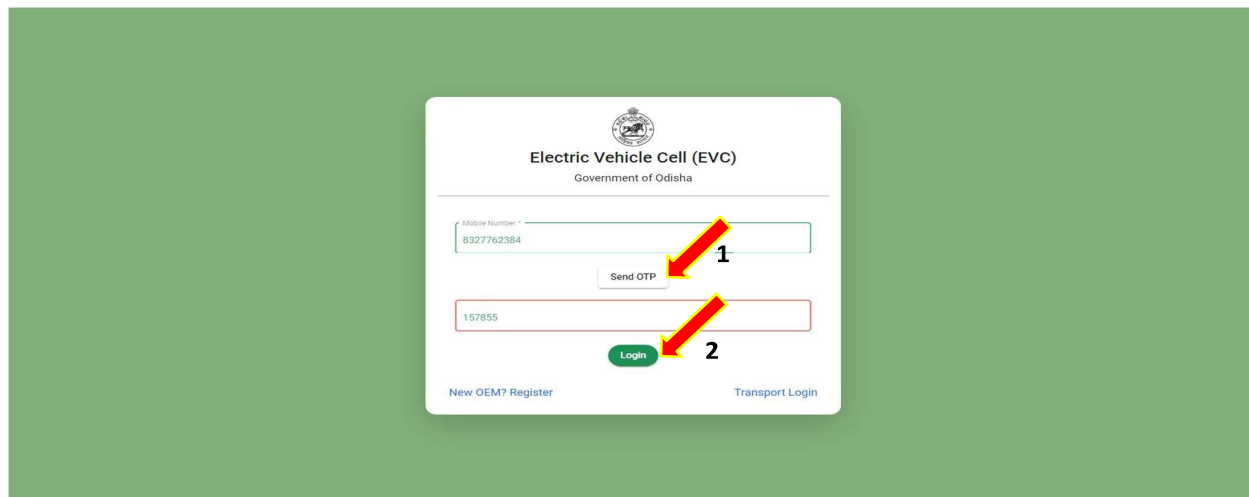 Electric Vehicle Cell (EVC)
Government of Odisha
Mobile Number *
8327762384
1
Send OTP
157855
Login
2
New OEM? Register
Transport Login